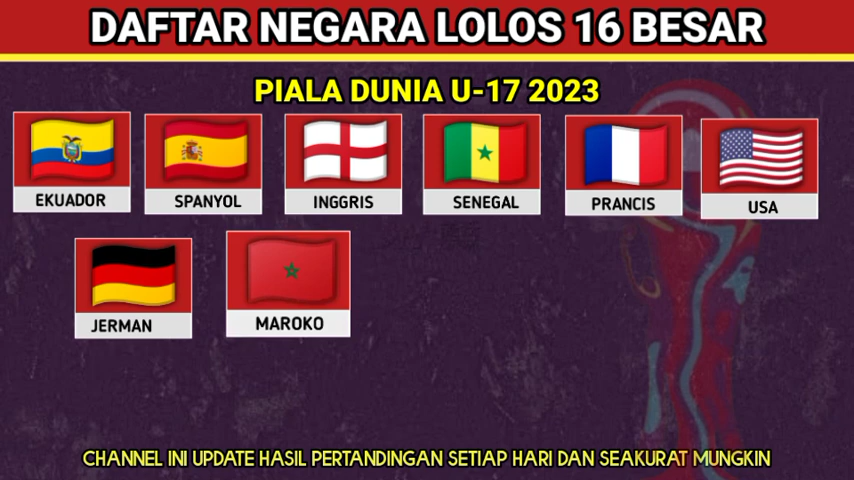 DAFTAR NEGARA LOLOS 16 BESAR
PIALA DUNIA U-17 2023
EKUADOR
SPANYOL
INGGRIS
SENEGAL
PRANCIS
USA
JERMAN
MAROKO
CHANNEL INI UPDATE HASIL PERTANDINGAN SETIAP HARI DAN SEAKURAT MUNGKIN